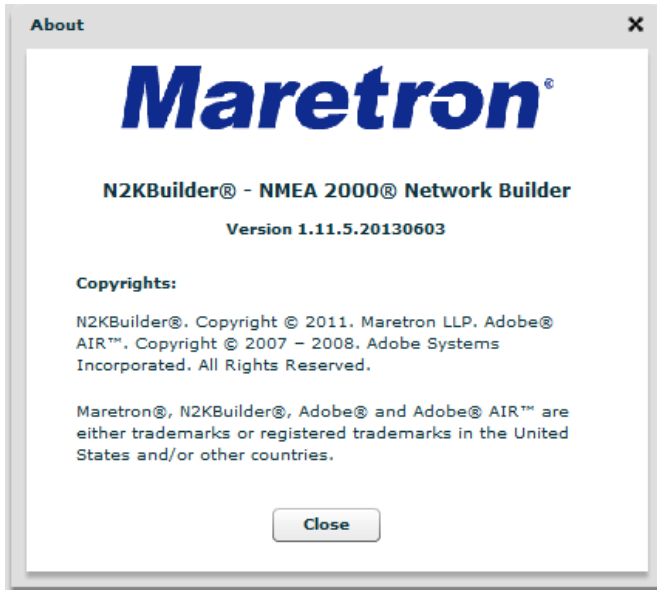 About
Maretron®
N2KBuilder® - NMEA 2000® Network Builder
Version 1.11.5.20130603
Copyrights:
N2KBuilder®. Copyright © 2011. Maretron LLP. Adobe®
AIR™. Copyright © 2007 – 2008. Adobe Systems
Incorporated. All Rights Reserved.
Maretron®, N2KBuilder®, Adobe® and Adobe® AIR™ are
either trademarks or registered trademarks in the United
States and/or other countries.
Close